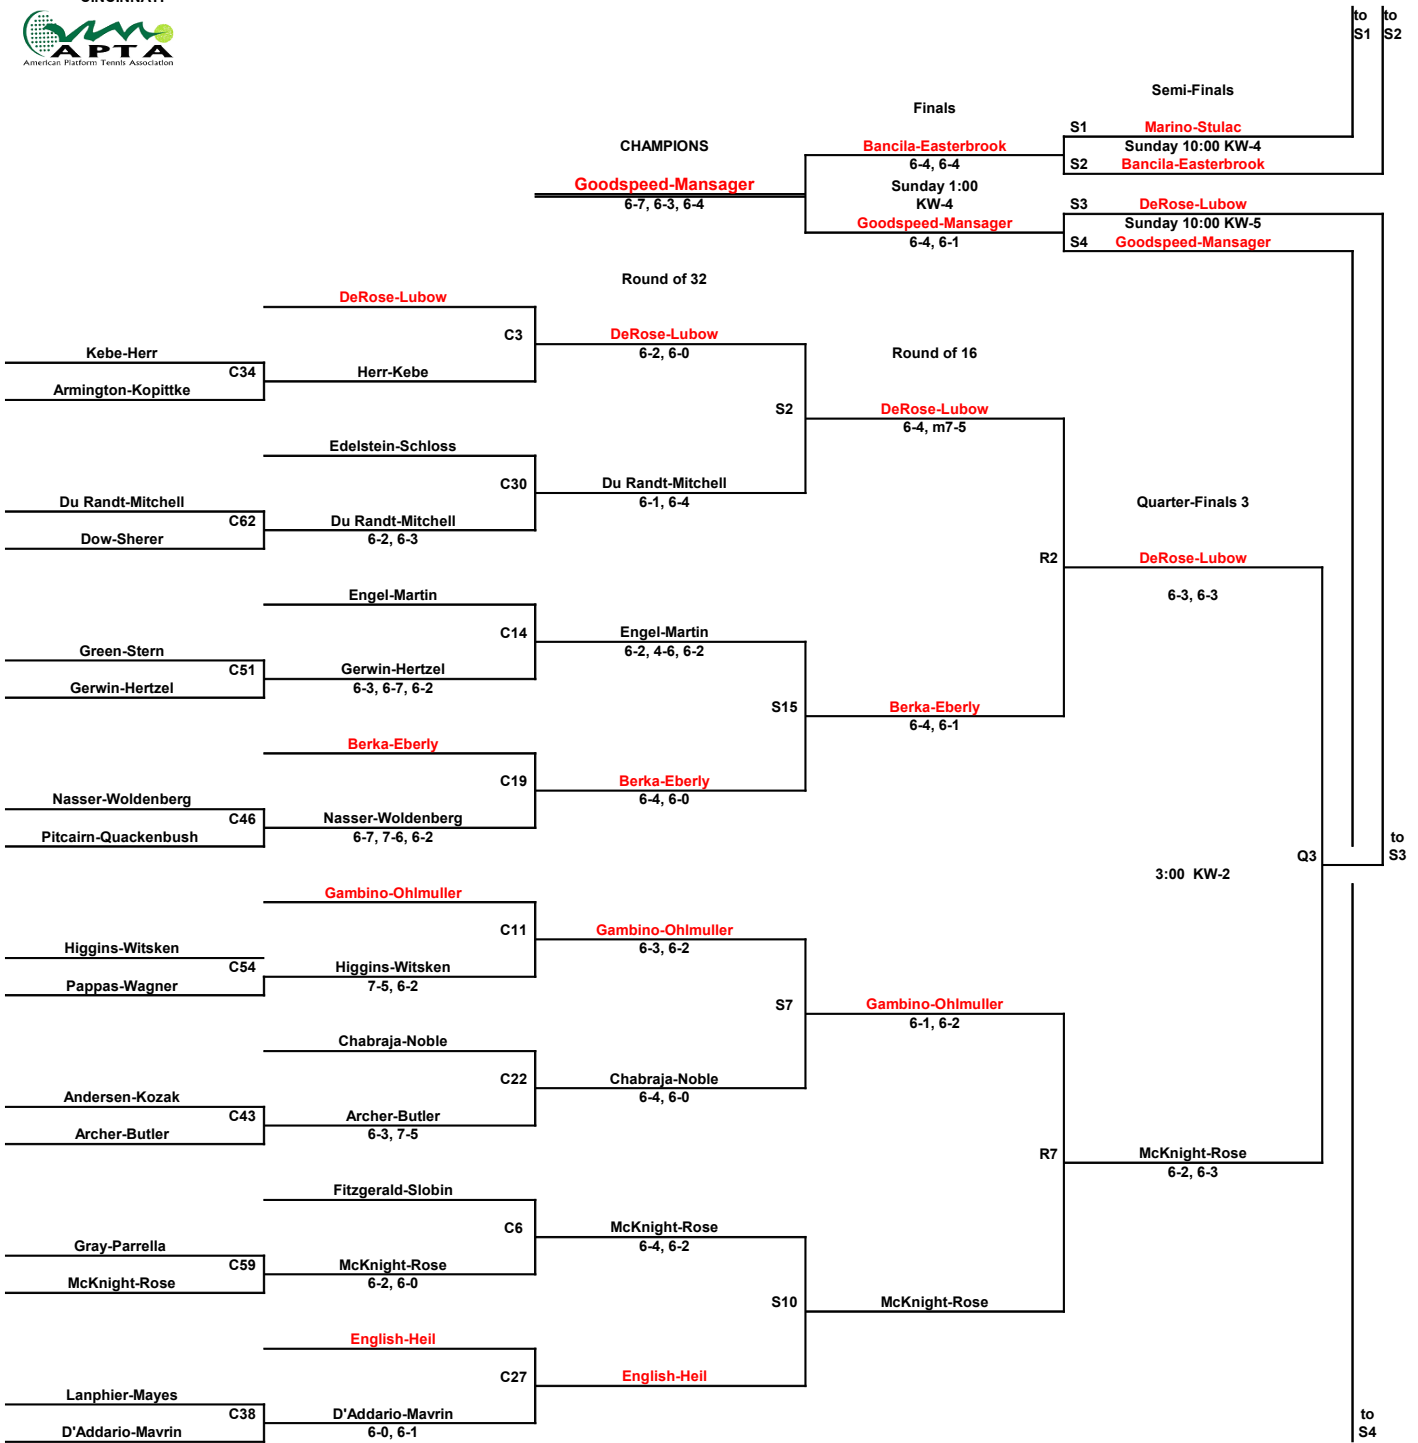 CINCINNATI
APTA
American Platform Tennis Association
to to
S1 S2
Semi-Finals
Finals
S1 Marino-Stulac
CHAMPIONS Bancila-Easterbrook Sunday 10:00 KW-4
6-4, 6-4 S2 Bancila-Easterbrook
Goodspeed-Mansager Sunday 1:00
6-7, 6-3, 6-4 KW-4 S3 DeRose-Lubow
Goodspeed-Mansager Sunday 10:00 KW-5
6-4, 6-1 S4 Goodspeed-Mansager
Round of 32
DeRose-Lubow
C3 DeRose-Lubow
Kebe-Herr 6-2, 6-0 Round of 16
C34 Herr-Kebe
Armington-Kopittke
S2 DeRose-Lubow
6-4, m7-5
Edelstein-Schloss
C30 Du Randt-Mitchell
Du Randt-Mitchell 6-1, 6-4 Quarter-Finals 3
C62 Du Randt-Mitchell
Dow-Sherer 6-2, 6-3
R2 DeRose-Lubow
Engel-Martin 6-3, 6-3
C14 Engel-Martin
Green-Stern 6-2, 4-6, 6-2
C51 Gerwin-Hertzel
Gerwin-Hertzel 6-3, 6-7, 6-2
S15 Berka-Eberly
6-4, 6-1
Berka-Eberly
C19 Berka-Eberly
Nasser-Woldenberg 6-4, 6-0
C46 Nasser-Woldenberg
Pitcairn-Quackenbush 6-7, 7-6, 6-2 to
Q3 S3
3:00 KW-2
Gambino-Ohlmuller
C11 Gambino-Ohlmuller
Higgins-Witsken 6-3, 6-2
C54 Higgins-Witsken
Pappas-Wagner 7-5, 6-2
S7 Gambino-Ohlmuller
6-1, 6-2
Chabraja-Noble
C22 Chabraja-Noble
Andersen-Kozak 6-4, 6-0
C43 Archer-Butler
Archer-Butler 6-3, 7-5
R7 McKnight-Rose
6-2, 6-3
Fitzgerald-Slobin
C6 McKnight-Rose
Gray-Parrella 6-4, 6-2
C59 McKnight-Rose
McKnight-Rose 6-2, 6-0
S10 McKnight-Rose
English-Heil
C27 English-Heil
Lanphier-Mayes
C38 D'Addario-Mavrin to
D'Addario-Mavrin 6-0, 6-1 S4